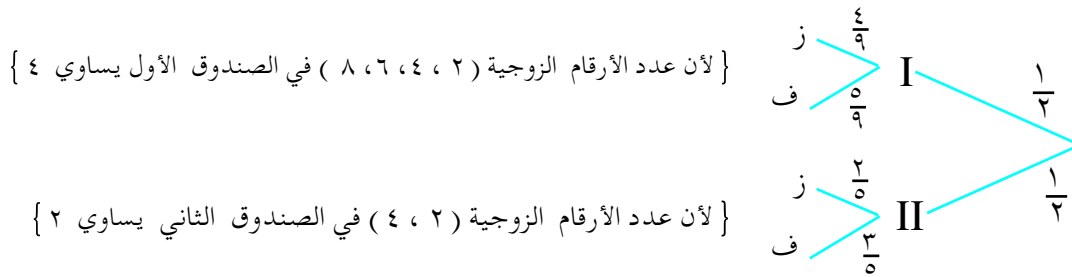 ز ٤/٩
{ لأن عدد الأرقام الزوجية ( ٢ ، ٤ ، ٦ ، ٨ ) في الصندوق الأول يساوي ٤ }
I ١/٢
ف ٥/٩
ز ٢/٥
{ لأن عدد الأرقام الزوجية ( ٢ ، ٤ ) في الصندوق الثاني يساوي ٢ }
II ١/٢
ف ٣/٥